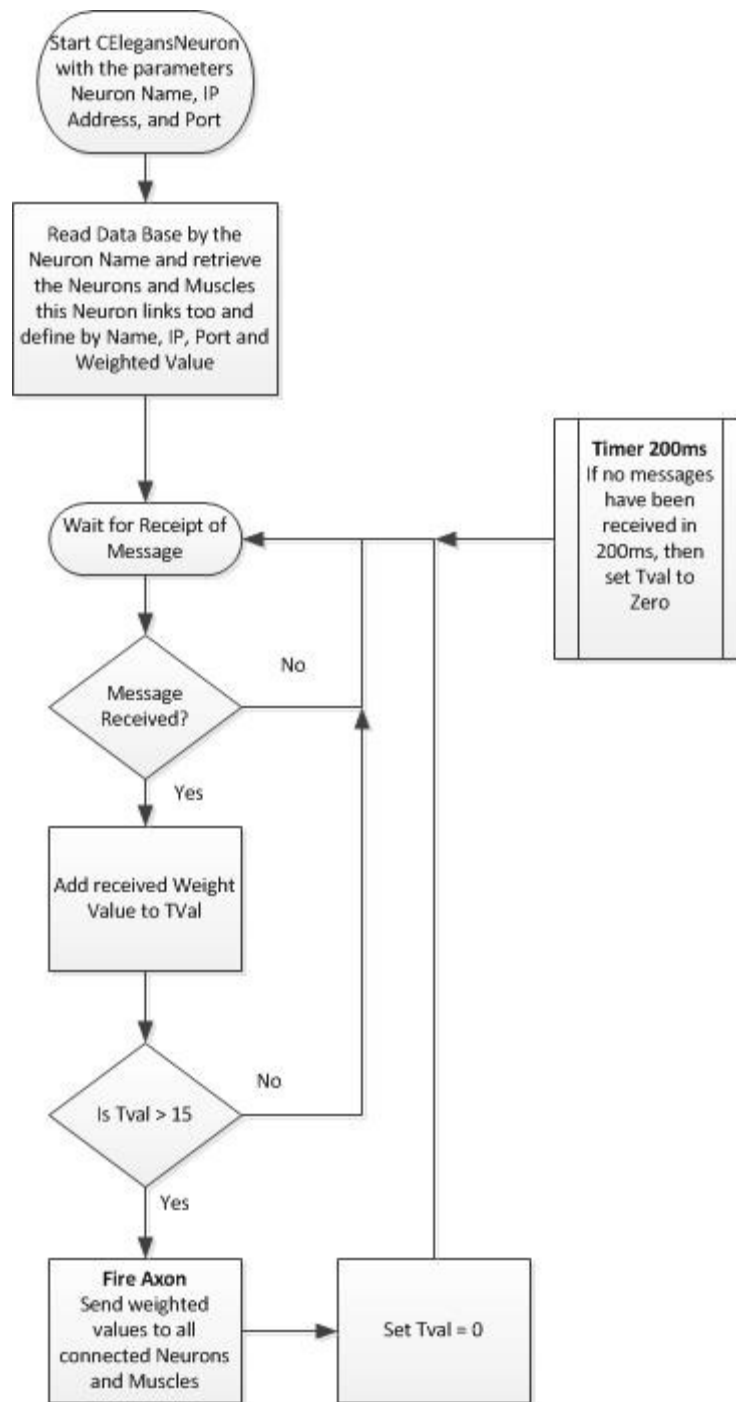 Start CElegansNeuron
with the parameters
Neuron Name, IP
Address, and Port
Read Data Base by the
Neuron Name and retrieve
the Neurons and Muscles
this Neuron links too and
define by Name, IP, Port and
Weighted Value
Timer 200ms
If no messages
have been
received in
200ms, then
set Tval to
Zero
Wait for Receipt of
Message
Message
Received?
No
Yes
Add received Weight
Value to TVal
Is Tval > 15
No
Yes
Fire Axon
Send weighted
values to all
connected Neurons
and Muscles
Set Tval = 0